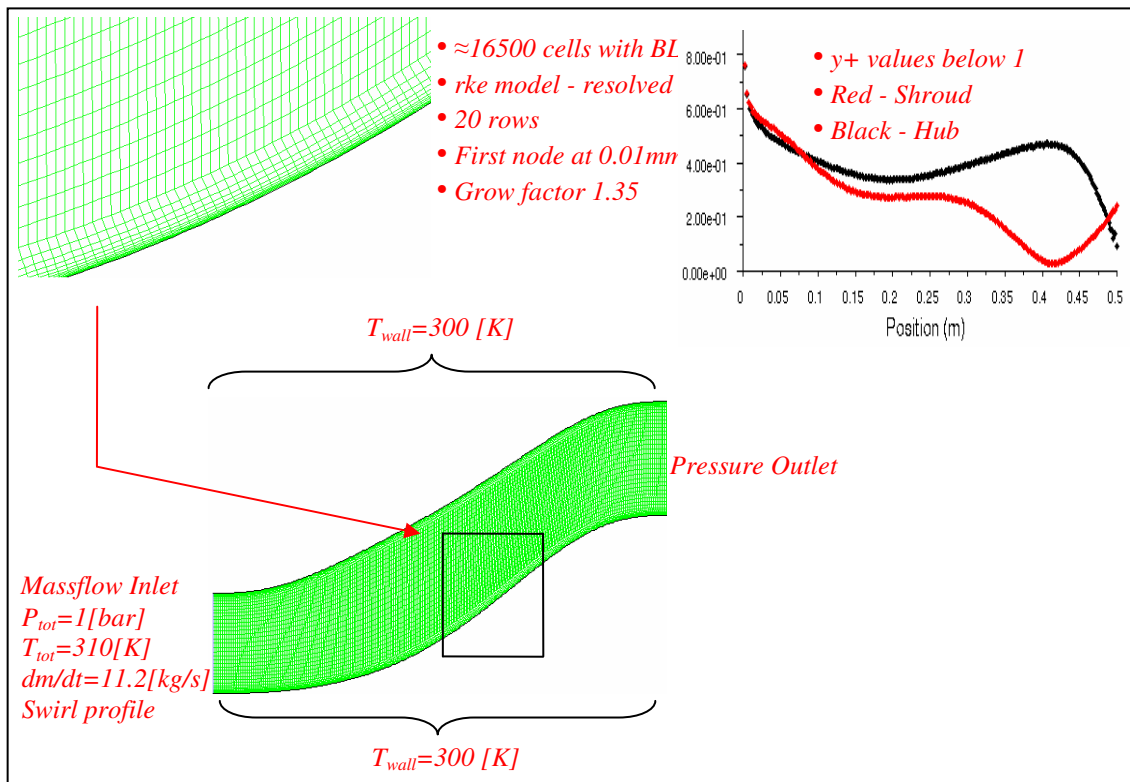 • ≈16500 cells with BL
• rke model - resolved
• 20 rows
• First node at 0.01mm
• Grow factor 1.35
8.00e-01
6.00e-01
4.00e-01
2.00e-01
0.00e+00
• y+ values below 1
• Red - Shroud
• Black - Hub
0 0.05 0.1 0.15 0.2 0.25 0.3 0.35 0.4 0.45 0.5
Position (m)
Twall=300 [K]
Pressure Outlet
Massflow Inlet
Ptot=1[bar]
Ttot=310[K]
dm/dt=11.2[kg/s]
Swirl profile
Twall=300 [K]